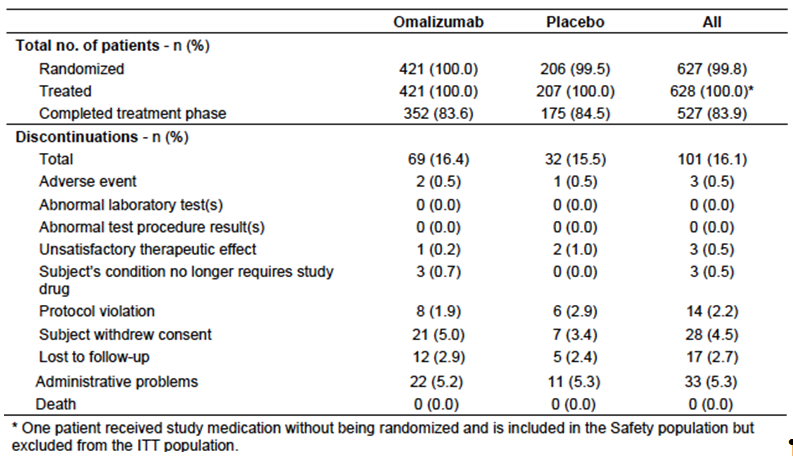 Omalizumab Placebo All
Total no. of patients - n (%)
Randomized 421 (100.0) 206 (99.5) 627 (99.8)
Treated 421 (100.0) 207 (100.0) 628 (100.0)*
Completed treatment phase 352 (83.6) 175 (84.5) 527 (83.9)
Discontinuations - n (%)
Total 69 (16.4) 32 (15.5) 101 (16.1)
Adverse event 2 (0.5) 1 (0.5) 3 (0.5)
Abnormal laboratory test(s) 0 (0.0) 0 (0.0) 0 (0.0)
Abnormal test procedure result(s) 0 (0.0) 0 (0.0) 0 (0.0)
Unsatisfactory therapeutic effect 1 (0.2) 2 (1.0) 3 (0.5)
Subject's condition no longer requires study 3 (0.7) 0 (0.0) 3 (0.5)
drug
Protocol violation 8 (1.9) 6 (2.9) 14 (2.2)
Subject withdrew consent 21 (5.0) 7 (3.4) 28 (4.5)
Lost to follow-up 12 (2.9) 5 (2.4) 17 (2.7)
Administrative problems 22 (5.2) 11 (5.3) 33 (5.3)
Death 0 (0.0) 0 (0.0) 0 (0.0)
* One patient received study medication without being randomized and is included in the Safety population but
excluded from the ITT population.